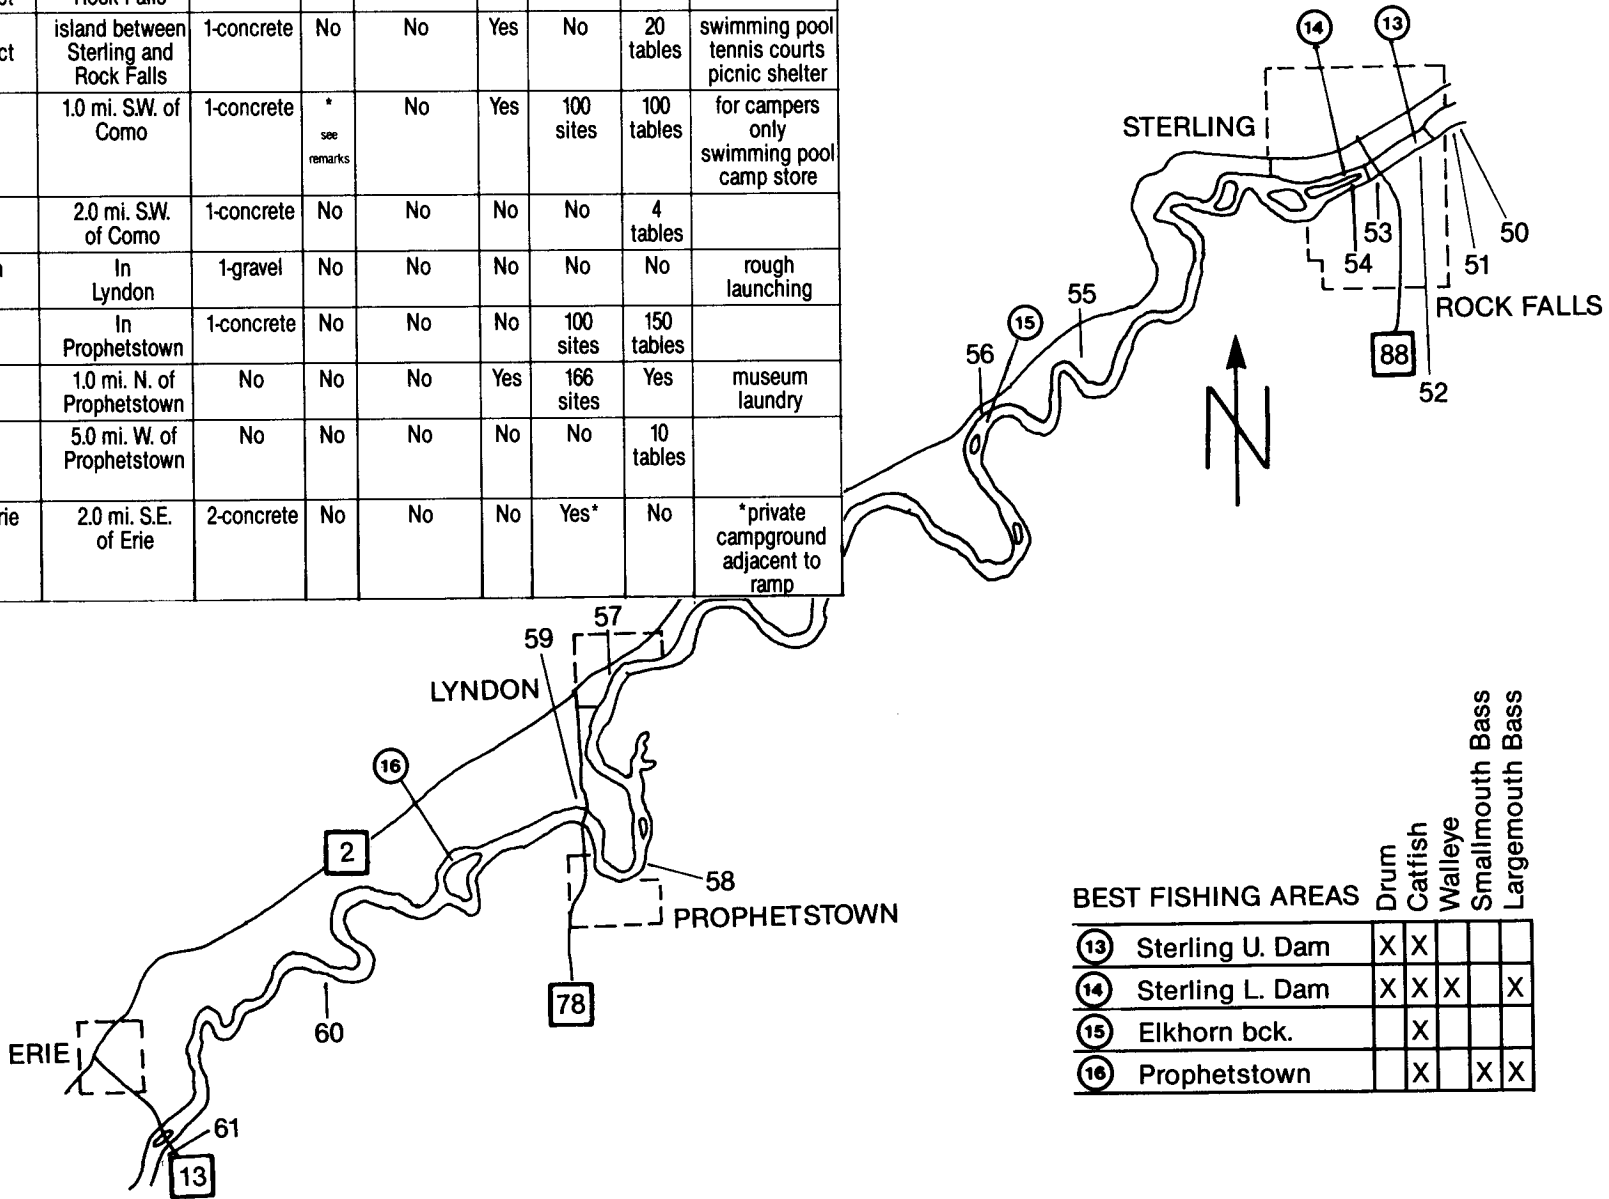 Rock Falls
island between 1-concrete No No Yes No 20 swimming pool
Sterling and tables tennis courts
Rock Falls picnic shelter
1.0 mi. S.W. of 1-concrete * No Yes 100 100 for campers
Como see sites tables only
remarks swimming pool
camp store
2.0 mi. S.W. 1-concrete No No No No 4
of Como tables
In 1-gravel No No No No No rough
Lyndon launching
In 1-concrete No No No 100 150
Prophetstown sites tables
1.0 mi. N. of No No No Yes 166 Yes museum
Prophetstown sites laundry
5.0 mi. W. of No No No No No 10
Prophetstown tables
2.0 mi. S.E. 2-concrete No No No Yes* No *private
of Erie campground
adjacent to
ramp
14 13
STERLING
53 50
54 51
ROCK FALLS
88
52
55
15
56
N
57
59
LYNDON
16
2
58
PROPHETSTOWN
78
60
ERIE
61
13
BEST FISHING AREAS Drum Catfish Walleye Smallmouth Bass Largemouth Bass
13 Sterling U. Dam X X
14 Sterling L. Dam X X X X
15 Elkhorn bck. X
16 Prophetstown X X X